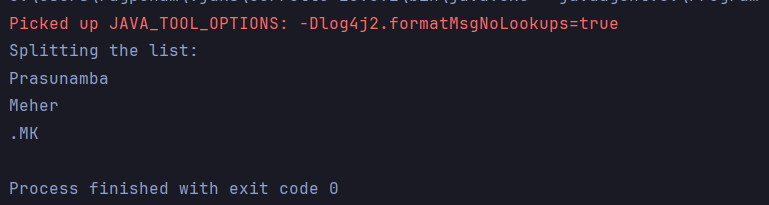 Picked up JAVA_TOOL_OPTIONS: -Dlog4j2.formatMsgNoLookups=true
Splitting the list:
Prasunamba
Meher
.MK
Process finished with exit code 0